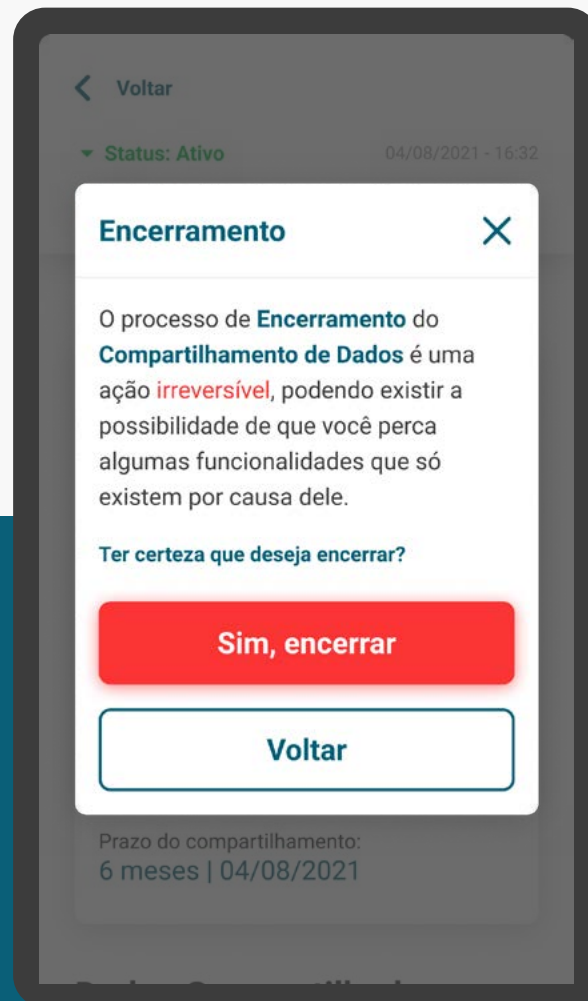 Voltar
Status: Ativo
04/08/2021 - 16:32
Encerramento
O processo de Encerramento do
Compartilhamento de Dados é uma
ação irreversível, podendo existir a
possibilidade de que você perca
algumas funcionalidades que só
existem por causa dele.
Ter certeza que deseja encerrar?
Sim, encerrar
Voltar
Prazo do compartilhamento:
6 meses | 04/08/2021